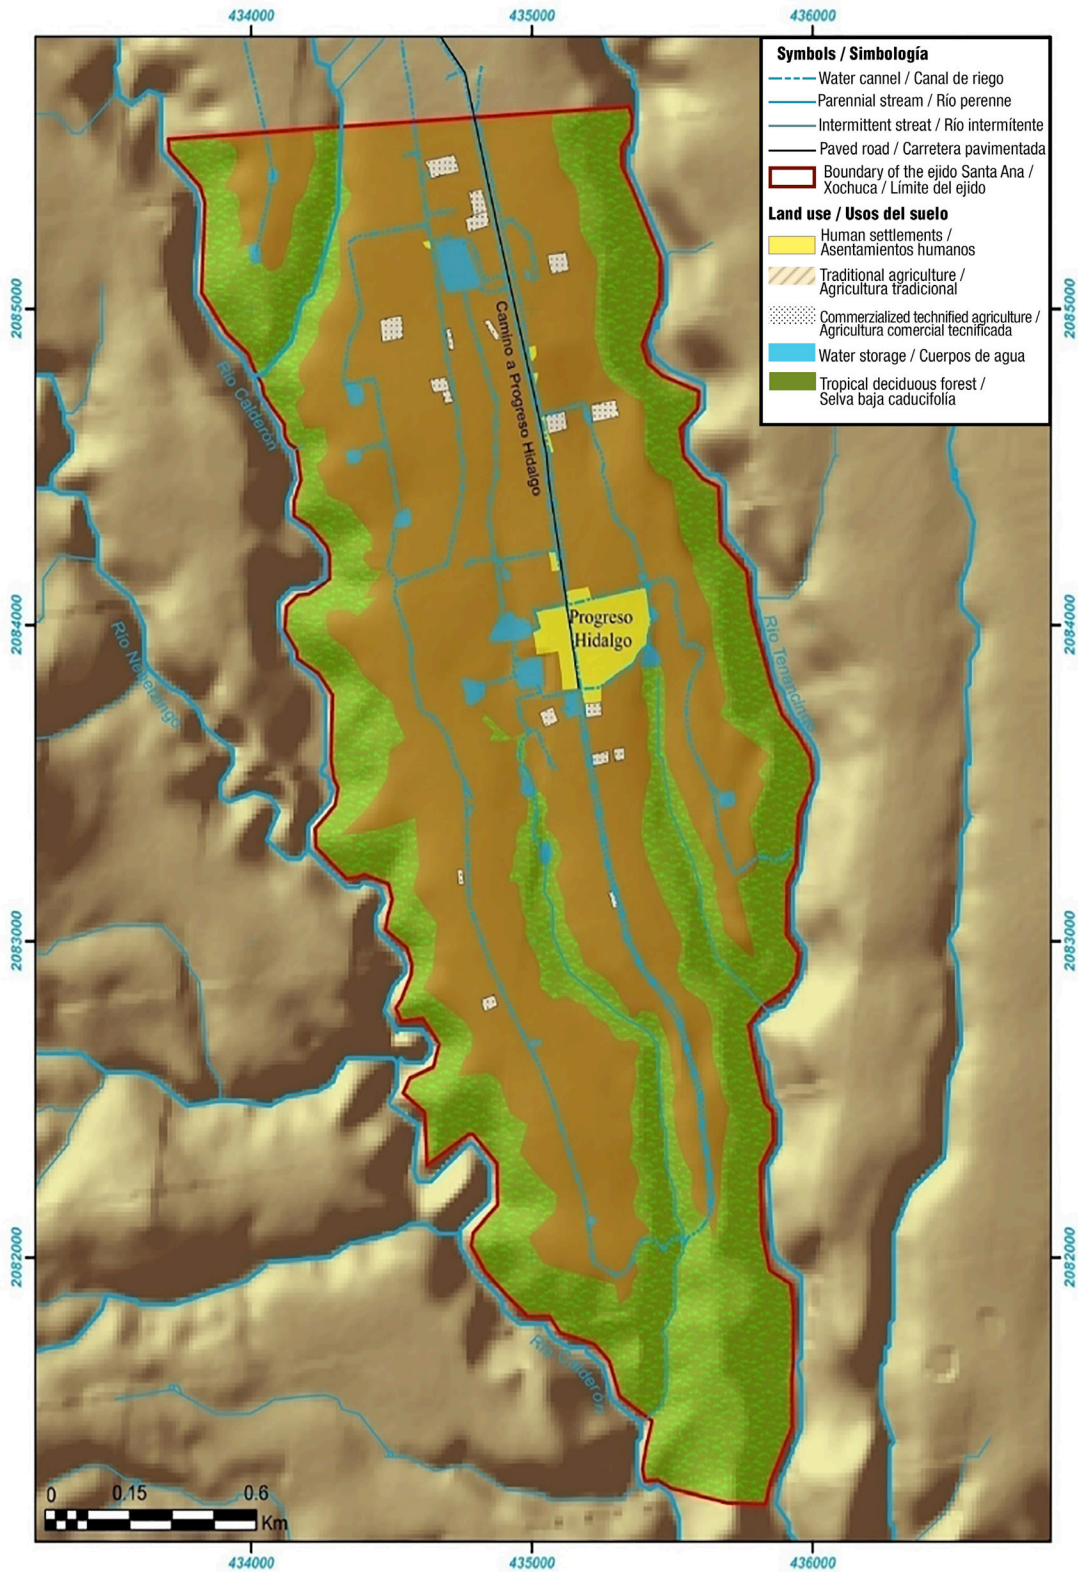 434000
435000
436000
Symbols / Simbología
Water cannel / Canal de riego
Parennial stream / Río perenne
Intermittent streat / Río intermítente
Paved road / Carretera pavimentada
Boundary of the ejido Santa Ana /
Xochuca / Límite del ejido
Land use / Usos del suelo
Human settlements /
Asentamientos humanos
Traditional agriculture /
Agricultura tradicional
Commerzialized technified agriculture /
Agricultura comercial tecnificada
Water storage / Cuerpos de agua
Tropical deciduous forest /
Selva baja caducifolía
2085000
2085000
Camino a Progreso Hidalgo
Río Calderón
2084000
2084000
Progreso
Hidalgo
Río Nenetzingo
Río Tenancingo
2083000
2083000
2082000
2082000
Río Calderón
0 0.15 0.6
Km
434000
435000
436000